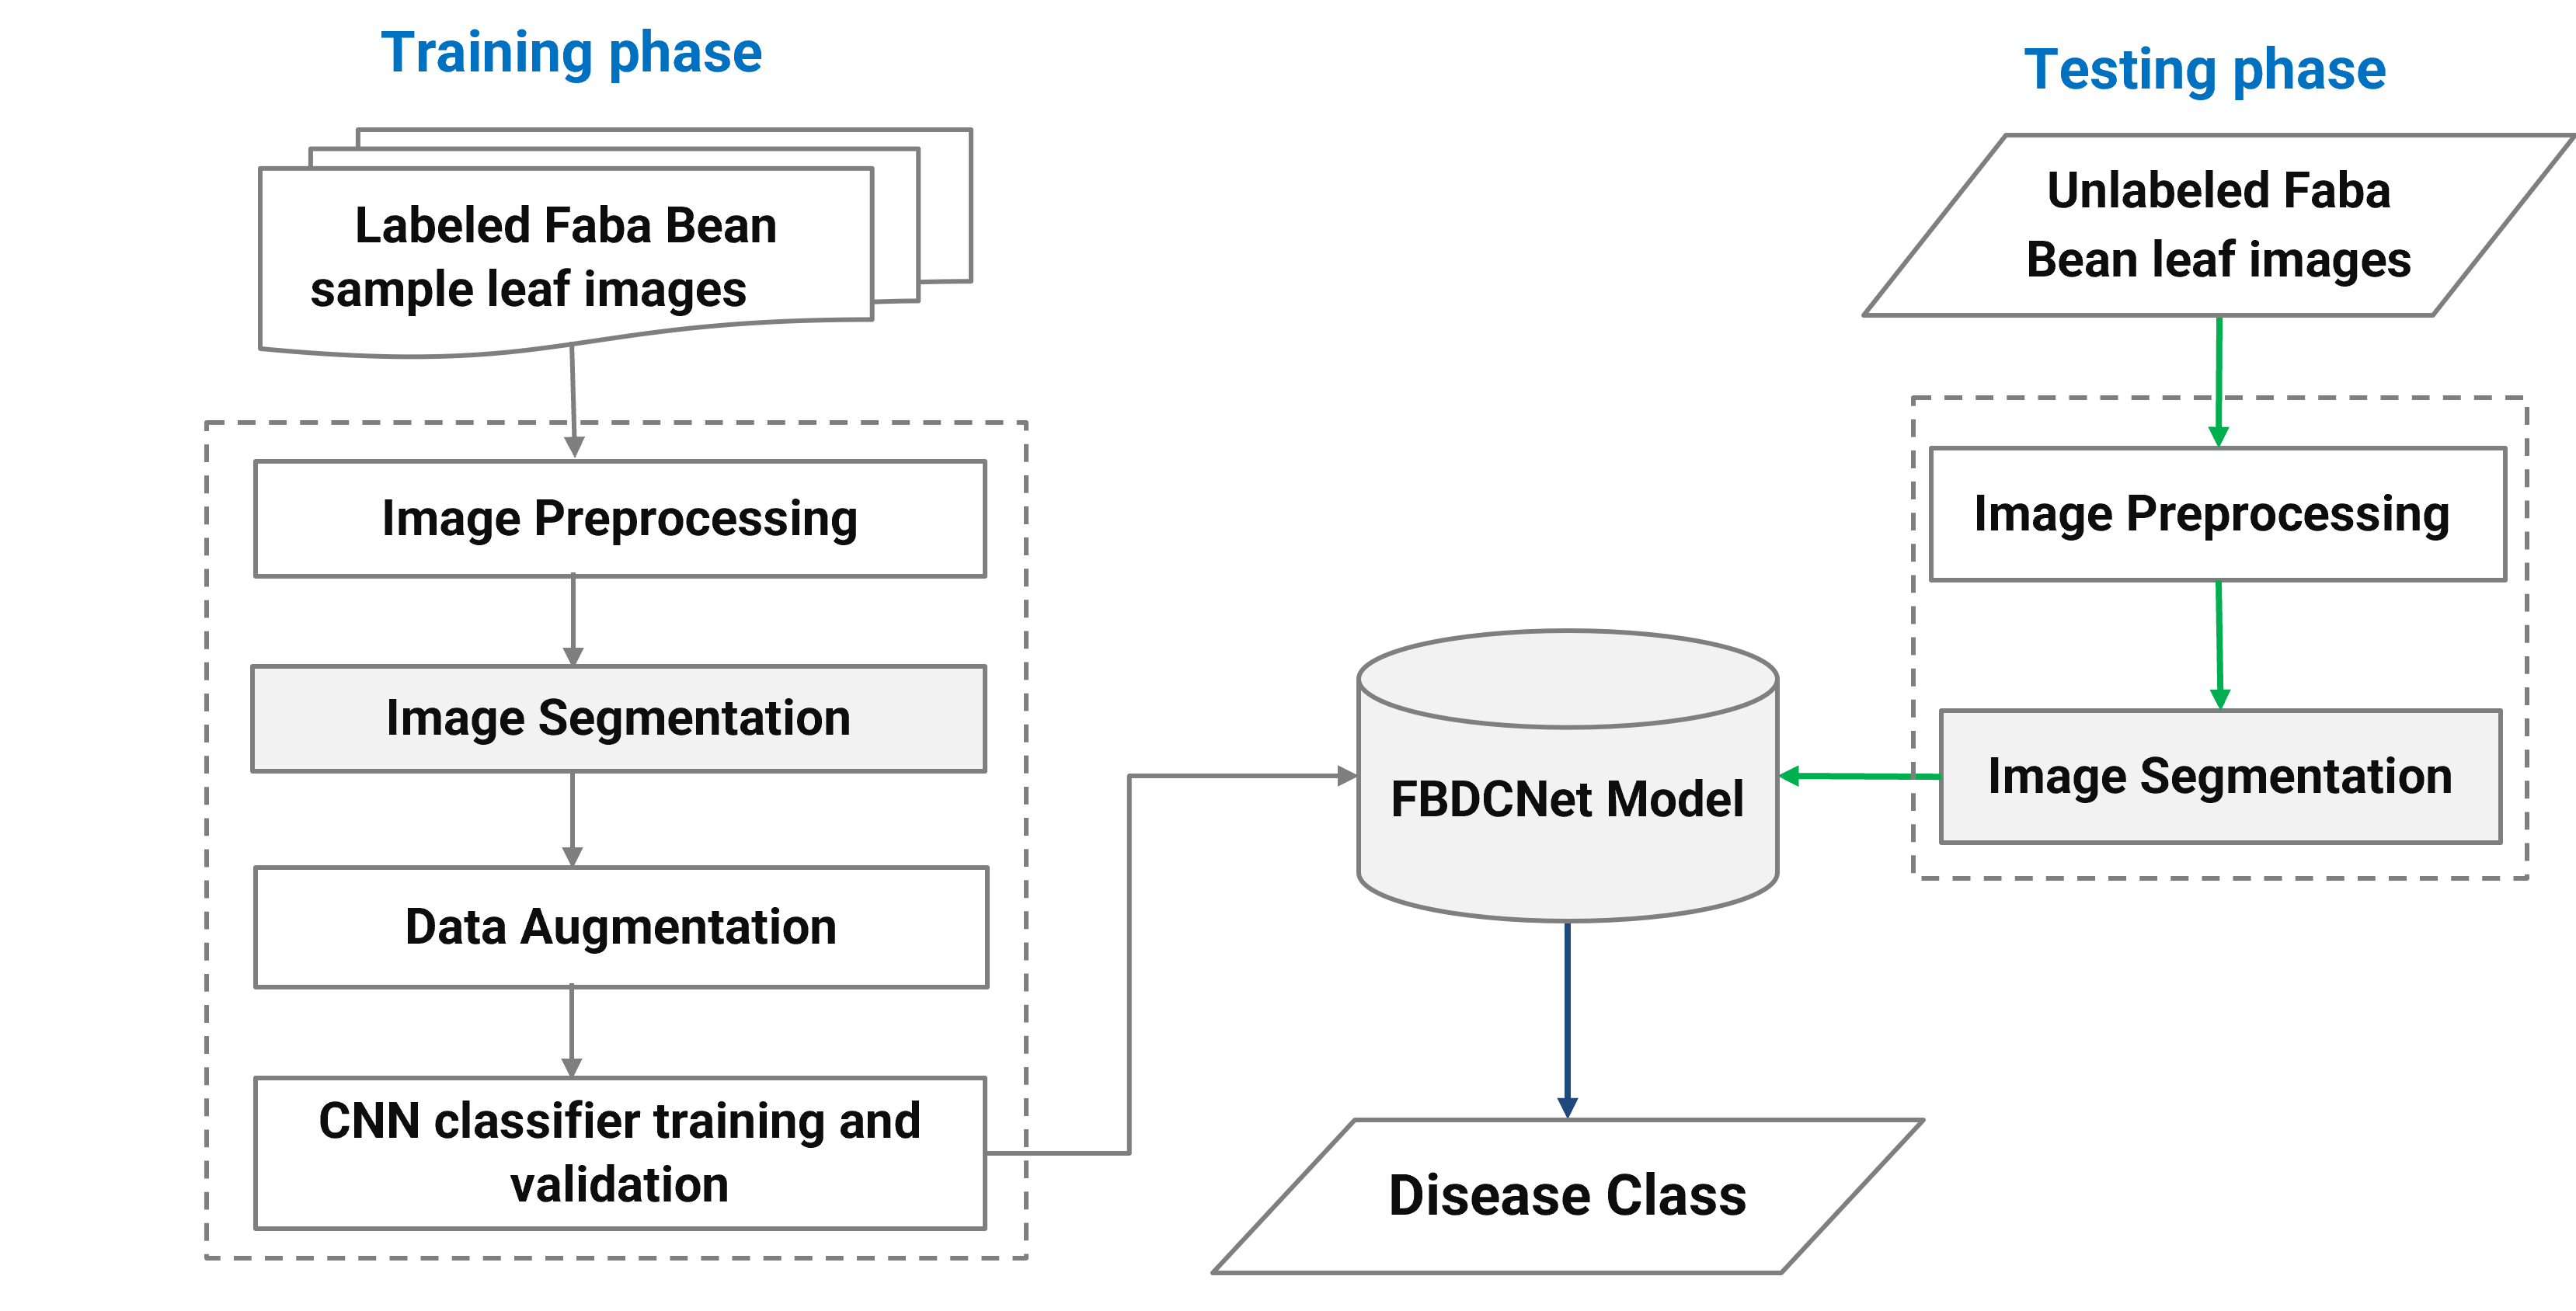 Training phase
Labeled Faba Bean
sample leaf images
Image Preprocessing
Image Segmentation
Data Augmentation
CNN classifier training and
validation
FBDCNet Model
Disease Class
Testing phase
Unlabeled Faba
Bean leaf images
Image Preprocessing
Image Segmentation